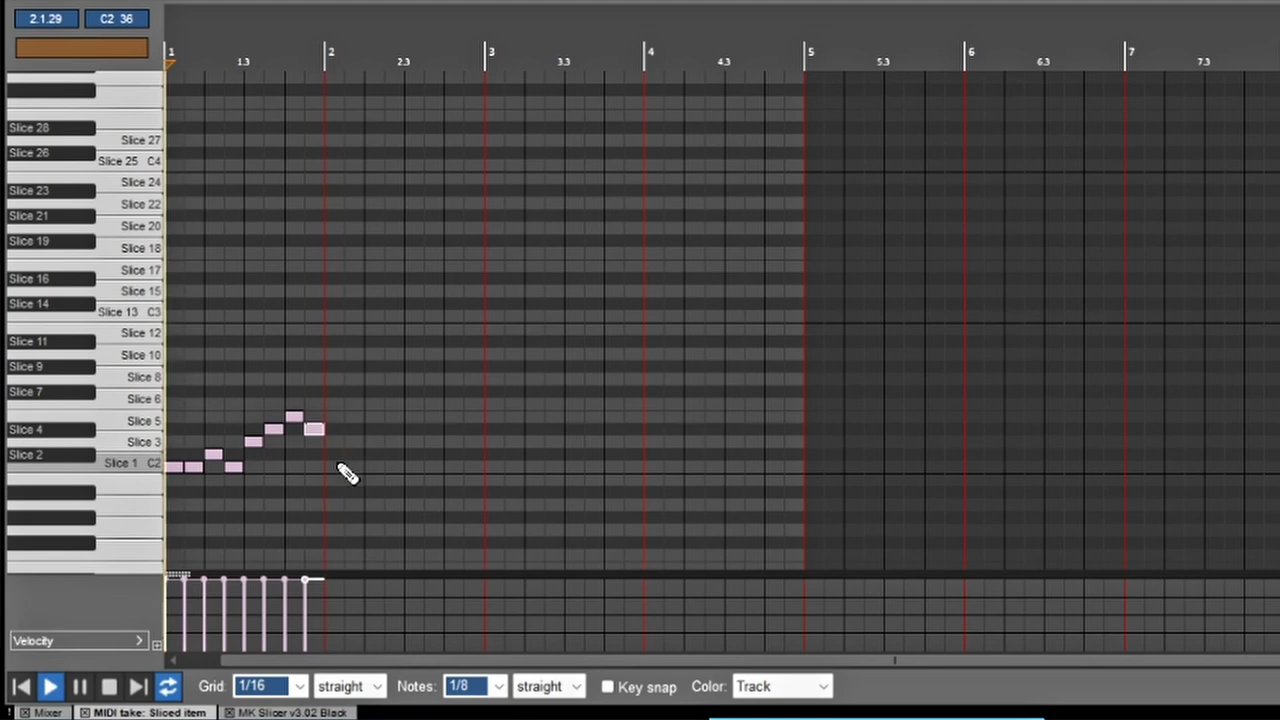 2.1.29 C2 36
1 2 3 4 5 6 7
1.3 2.3 3.3 4.3 5.3 6.3 7.3
Slice 28
Slice 27
Slice 26
Slice 25 C4
Slice 24
Slice 23
Slice 22
Slice 21
Slice 20
Slice 19
Slice 18
Slice 17
Slice 16
Slice 15
Slice 14
Slice 13 C3
Slice 12
Slice 11
Slice 10
Slice 9
Slice 8
Slice 7
Slice 6
Slice 5
Slice 4
Slice 3
Slice 2
Slice 1 C2
Velocity
Grid: 1/16 straight Notes: 1/8 straight Key snap Color: Track
! Mixer MIDI take: Sliced item MK Slicer v3.02 Black